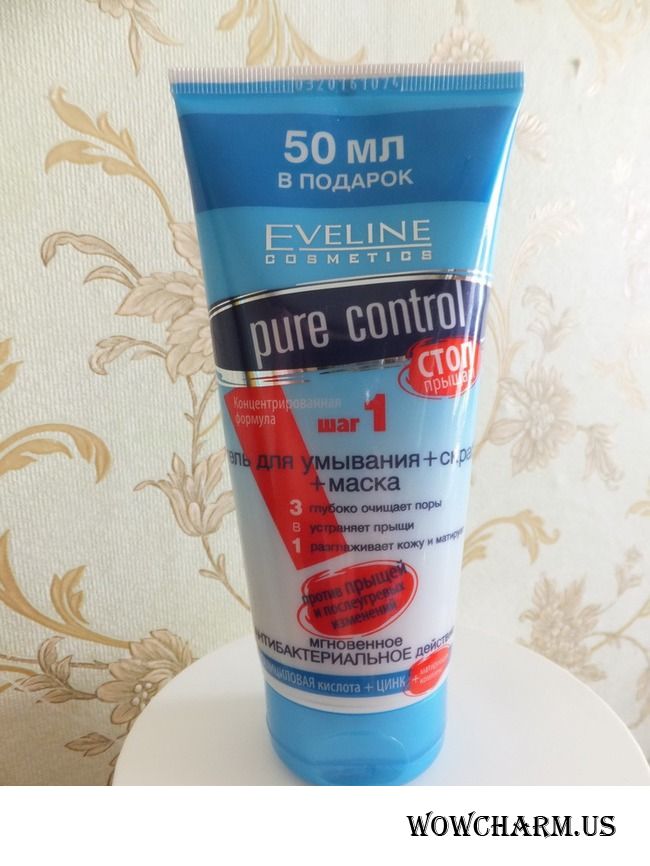 0320161074
50 МЛ
В ПОДАРОК
EVELINE
COSMETICS
pure control
СТОП
прыщам
Концентрированная
формула
шаг 1
гель для умывания+скраб
+маска
3 глубоко очищает поры
в устраняет прыщи
1 разглаживает кожу и матирует
против прыщей
и послеугревых
изменений
мгновенное
АНТИБАКТЕРИАЛЬНОЕ действие
САЛИЦИЛОВАЯ кислота + ЦИНК +
WOWCHARM.US